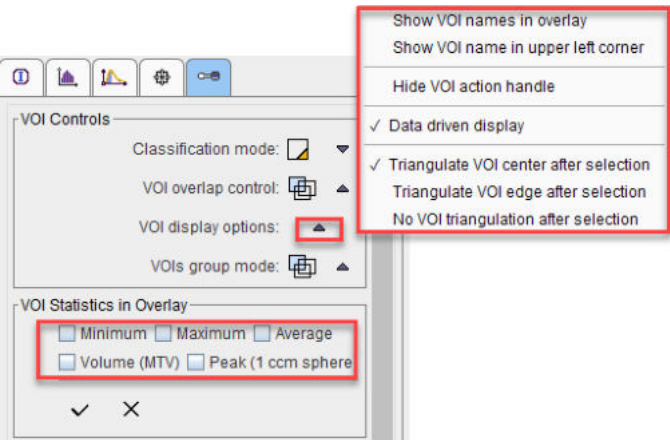 Show VOI names in overlay
Show VOI name in upper left corner
Hide VOI action handle
✓ Data driven display
✓ Triangulate VOI center after selection
Triangulate VOI edge after selection
No VOI triangulation after selection
VOI Controls
Classification mode:
VOI overlap control:
VOI display options:
VOIs group mode:
VOI Statistics in Overlay
Minimum Maximum Average
Volume (MTV) Peak (1 ccm sphere